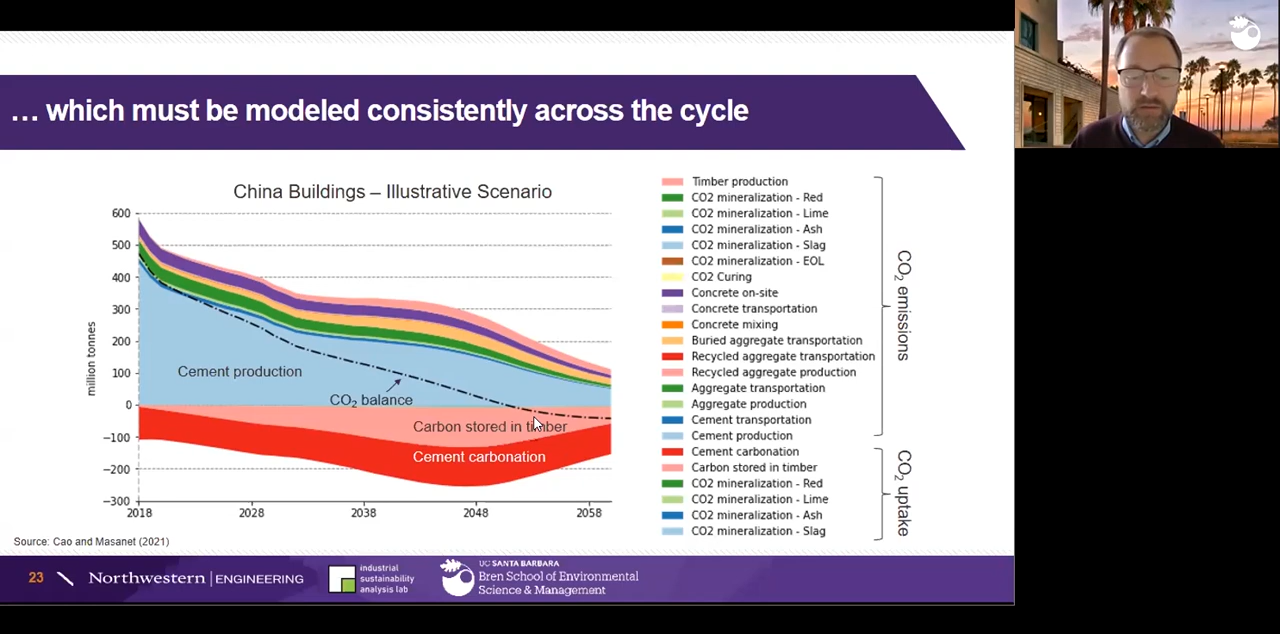 ... which must be modeled consistently across the cycle
China Buildings – Illustrative Scenario
million tonnes
600
500
400
300
200
100
0
−100
−200
−300
2018
2028
2038
2048
2058
Cement production
CO2 balance
Carbon stored in timber
Cement carbonation
Timber production
CO2 mineralization - Red
CO2 mineralization - Lime
CO2 mineralization - Ash
CO2 mineralization - Slag
CO2 mineralization - EOL
CO2 Curing
Concrete on-site
Concrete transportation
Concrete mixing
Buried aggregate transportation
Recycled aggregate transportation
Recycled aggregate production
Aggregate transportation
Aggregate production
Cement transportation
Cement production
Cement carbonation
Carbon stored in timber
CO2 mineralization - Red
CO2 mineralization - Lime
CO2 mineralization - Ash
CO2 mineralization - Slag
CO2 emissions
CO2 uptake
Source: Cao and Masanet (2021)
23
Northwestern | ENGINEERING
industrial
sustainability
analysis lab
UC SANTA BARBARA
Bren School of Environmental
Science & Management